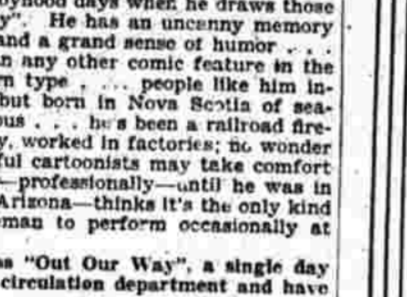 oyhood days when he draws those
y". He has an uncanny memory
and a grand sense of humor . . .
n any other comic feature in the
n type . . . . people like him in-
but born in Nova Scotia of sea-
ous . . . he's been a railroad fire-
y, worked in factories; no wonder
ful cartoonists may take comfort
—professionally—until he was in
Arizona—thinks it's the only kind
man to perform occasionally at
ss "Out Our Way", a single day
circulation department and have